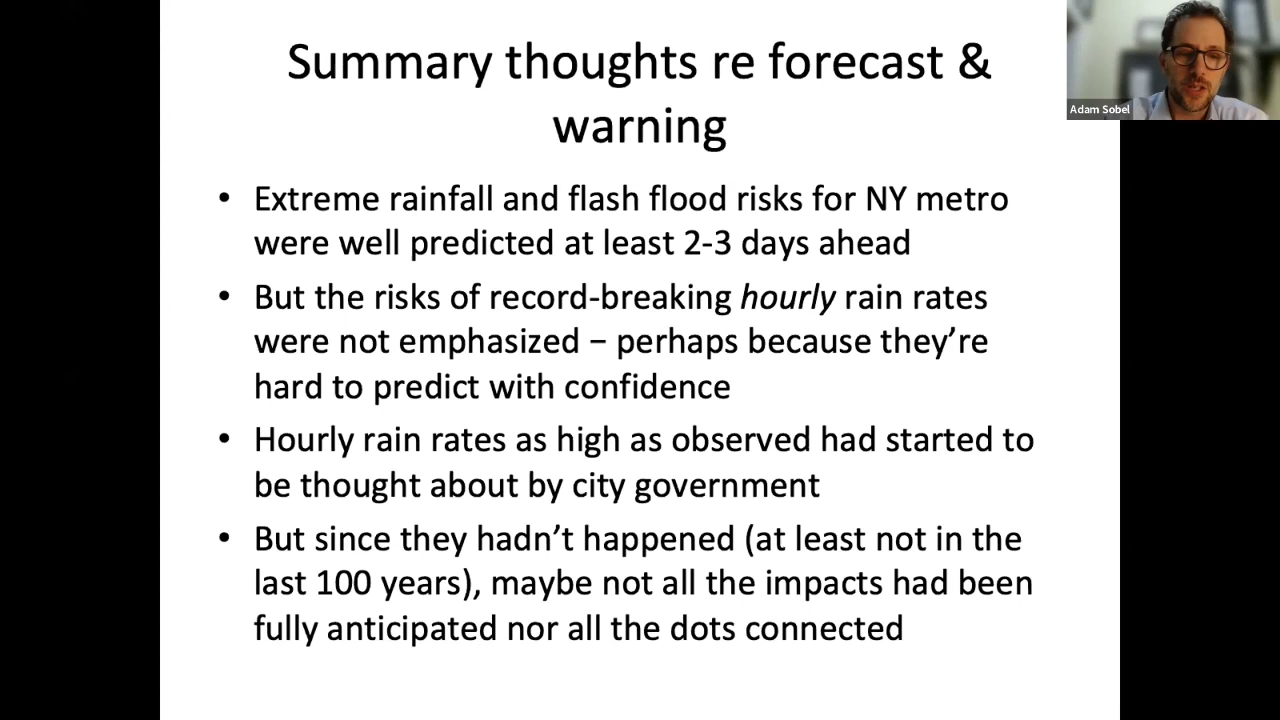 Summary thoughts re forecast &
warning
Adam Sobel
• Extreme rainfall and flash flood risks for NY metro
were well predicted at least 2-3 days ahead
• But the risks of record-breaking hourly rain rates
were not emphasized – perhaps because they’re
hard to predict with confidence
• Hourly rain rates as high as observed had started to
be thought about by city government
• But since they hadn’t happened (at least not in the
last 100 years), maybe not all the impacts had been
fully anticipated nor all the dots connected